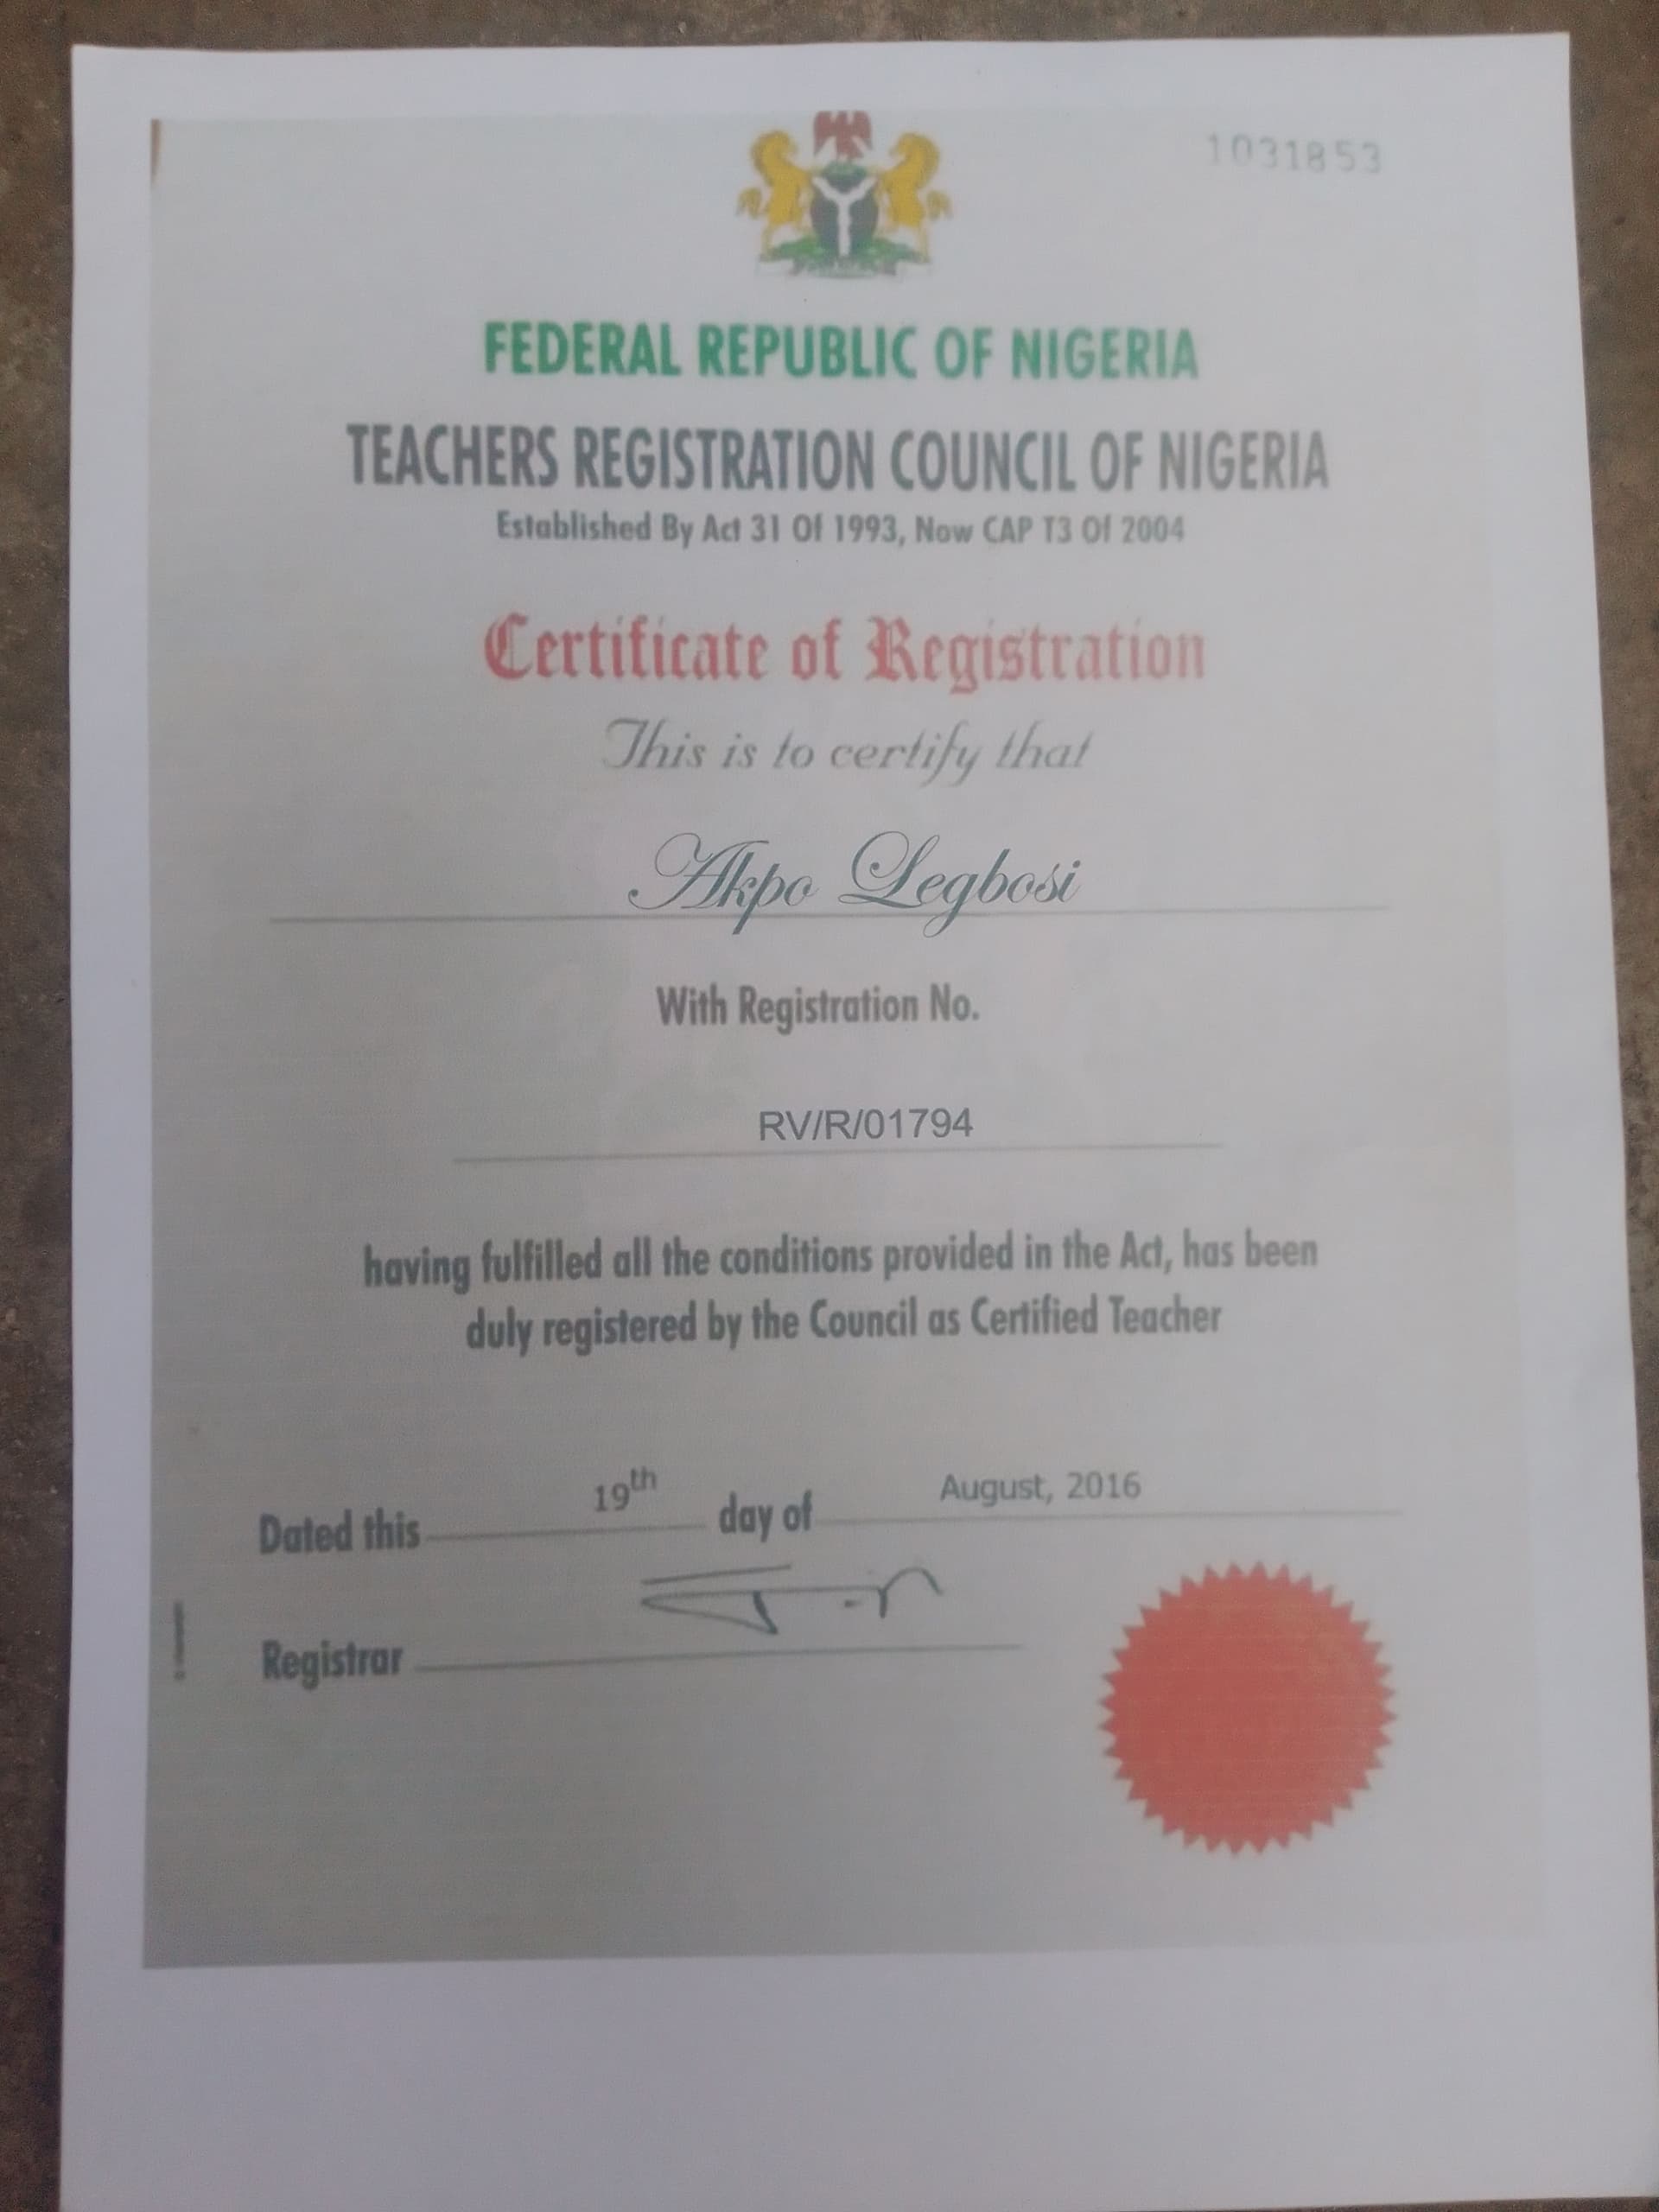 1031853
FEDERAL REPUBLIC OF NIGERIA
TEACHERS REGISTRATION COUNCIL OF NIGERIA
Established By Act 31 Of 1993, Now CAP T3 Of 2004
Certificate of Registration
This is to certify that
Akpo Legbosi
With Registration No.
RV/R/01794
having fulfilled all the conditions provided in the Act, has been
duly registered by the Council as Certified Teacher
Dated this 19th day of August, 2016
Registrar